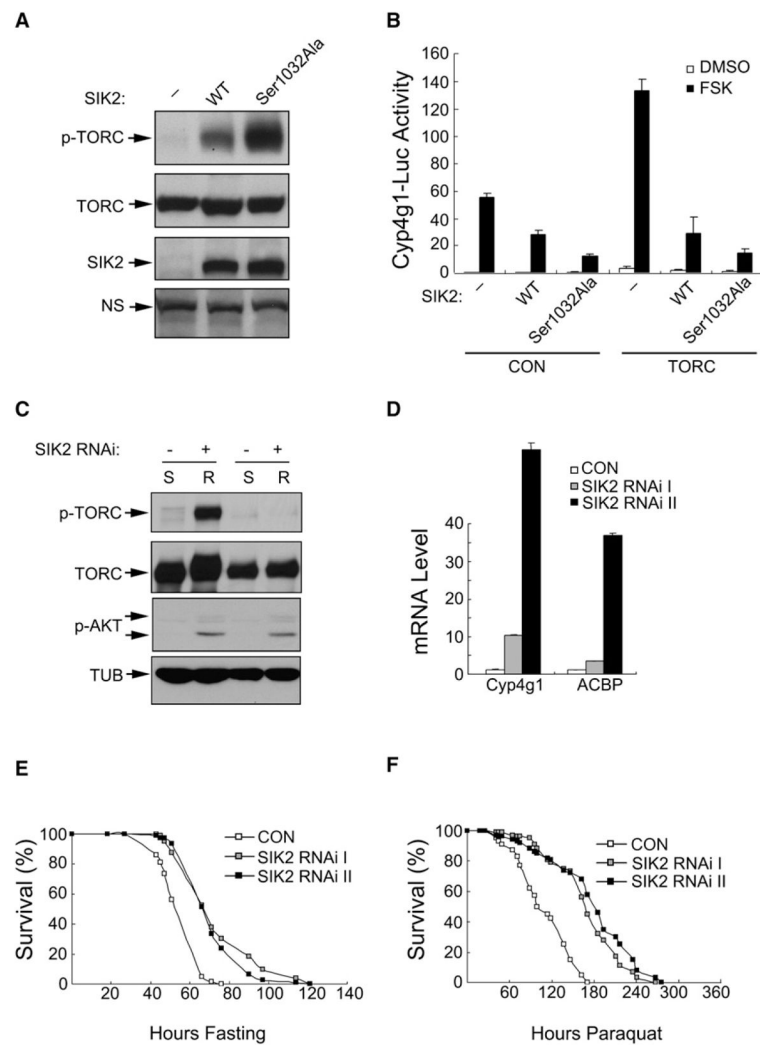 A
SIK2: – WT Ser1032Ala
p-TORC
TORC
SIK2
NS
B
Cyp4g1-Luc Activity
160
140
120
100
80
60
40
20
0
DMSO
FSK
SIK2: – WT Ser1032Ala – WT Ser1032Ala
CON TORC
C
SIK2 RNAi: - + - +
S R S R
p-TORC
TORC
p-AKT
TUB
D
CON
SIK2 RNAi I
SIK2 RNAi II
mRNA Level
40
30
20
10
0
Cyp4g1 ACBP
E
Survival (%)
100
80
60
40
20
0
CON
SIK2 RNAi I
SIK2 RNAi II
20 40 60 80 100 120 140
Hours Fasting
F
Survival (%)
100
80
60
40
20
0
CON
SIK2 RNAi I
SIK2 RNAi II
60 120 180 240 300 360
Hours Paraquat